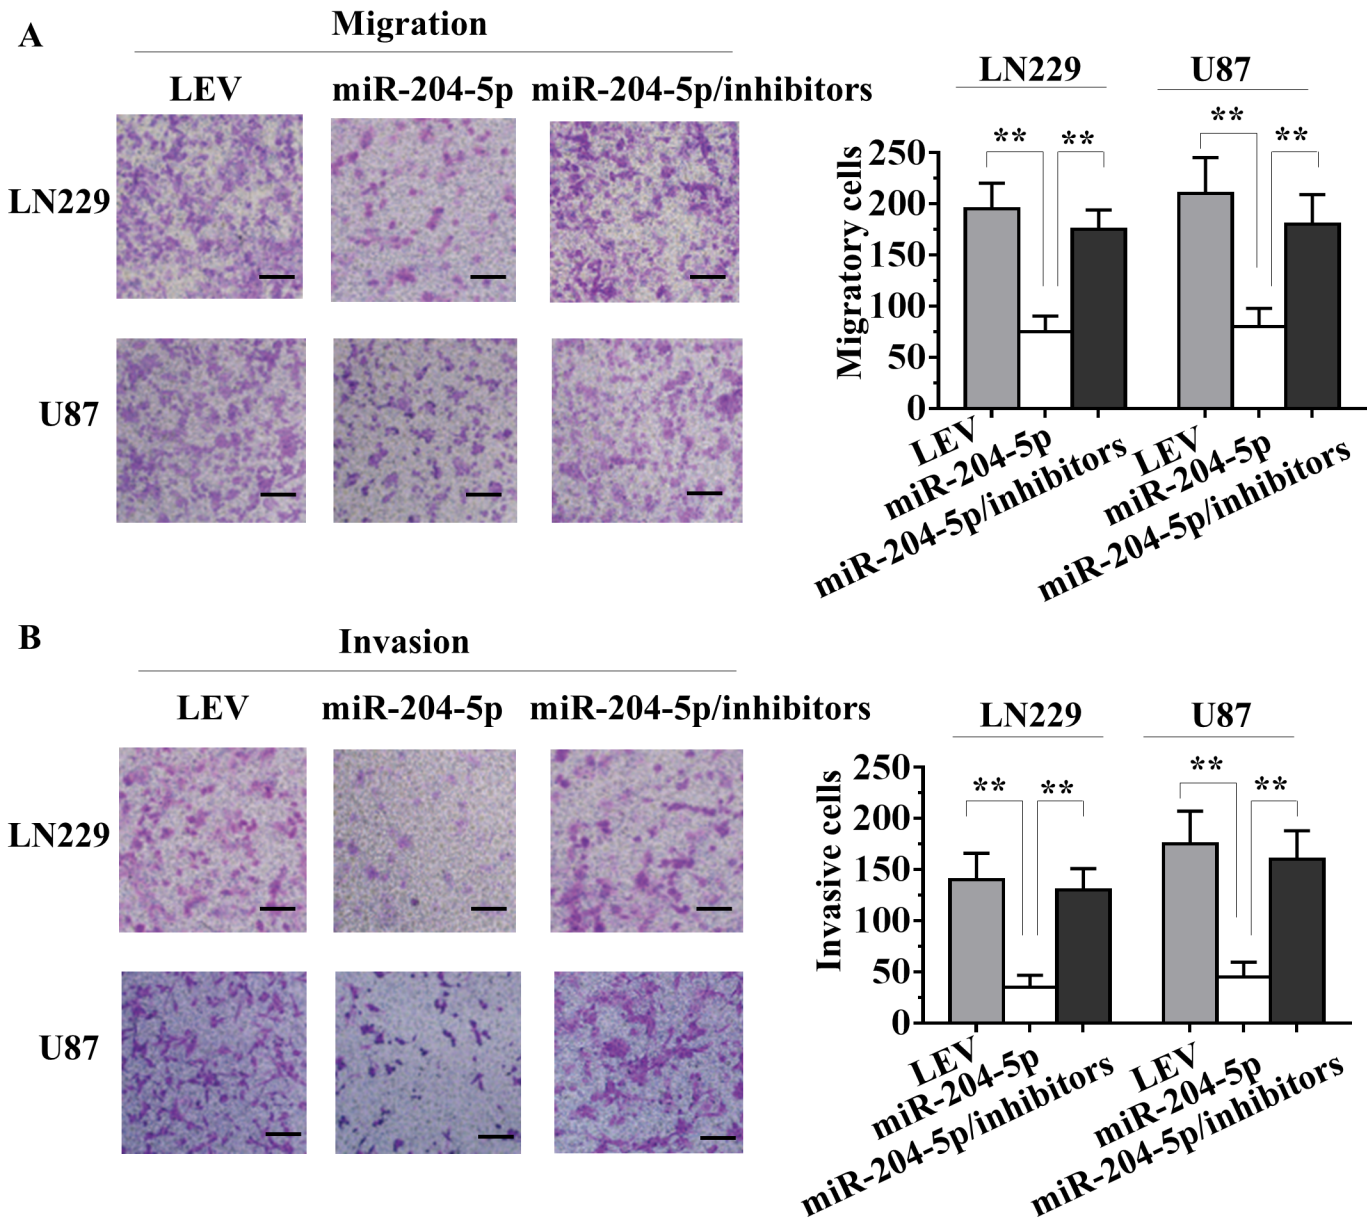 A
Migration
LEV
miR-204-5p
miR-204-5p/inhibitors
LN229
U87
LN229
U87
**
**
**
**
Migratory cells
250
200
150
100
50
0
LEV
miR-204-5p
miR-204-5p/inhibitors
LEV
miR-204-5p
miR-204-5p/inhibitors
B
Invasion
LEV
miR-204-5p
miR-204-5p/inhibitors
LN229
U87
LN229
U87
**
**
**
**
Invasive cells
250
200
150
100
50
0
LEV
miR-204-5p
miR-204-5p/inhibitors
LEV
miR-204-5p
miR-204-5p/inhibitors